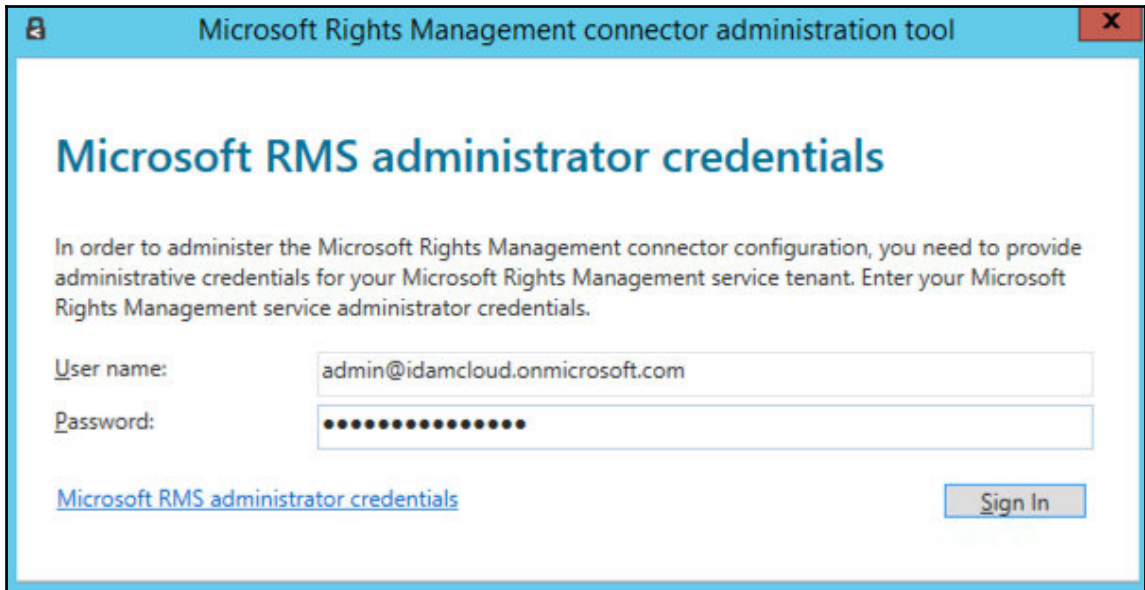 Microsoft Rights Management connector administration tool
x
Microsoft RMS administrator credentials
In order to administer the Microsoft Rights Management connector configuration, you need to provide
administrative credentials for your Microsoft Rights Management service tenant. Enter your Microsoft
Rights Management service administrator credentials.
User name: admin@idamcloud.onmicrosoft.com
Password: ●●●●●●●●●●●●●●●
Microsoft RMS administrator credentials Sign In